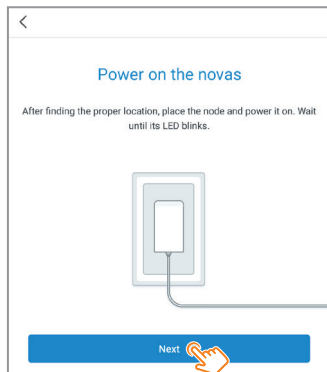 Power on the novas
After finding the proper location, place the node and power it on. Wait
until its LED blinks.
Next